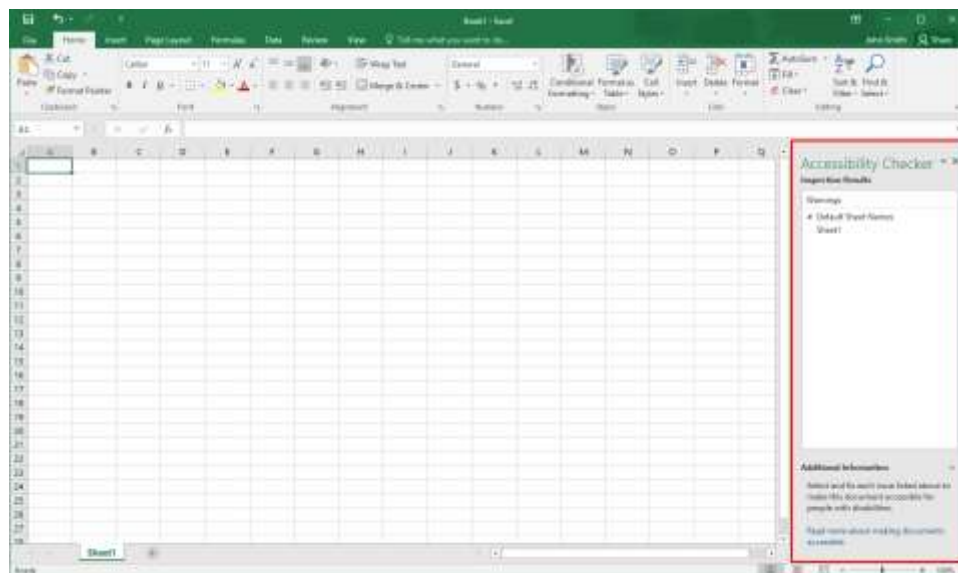 Book1 - Excel
File Home Insert Page Layout Formulas Data Review View Tell me what you want to do...
John Smith Share
Cut
Copy
Format Painter
Paste
Calibri 11
Wrap Text
Merge & Center
General
Conditional Formatting
Format as Table
Cell Styles
Insert Delete Format
AutoSum
Fill
Clear
Sort & Filter
Find & Select
Clipboard Font Alignment Number Styles Cells Editing
A1
A B C D E F G H I J K L M N O P Q
1
2
3
4
5
6
7
8
9
10
11
12
13
14
15
16
17
18
19
20
21
22
23
24
25
26
27
28
Accessibility Checker
Inspection Results
Warnings
Default Sheet Names
Sheet1
Additional Information
Select and fix each issue listed above to
make this document accessible for
people with disabilities.
Read more about making documents
accessible
Sheet1
Ready
100%